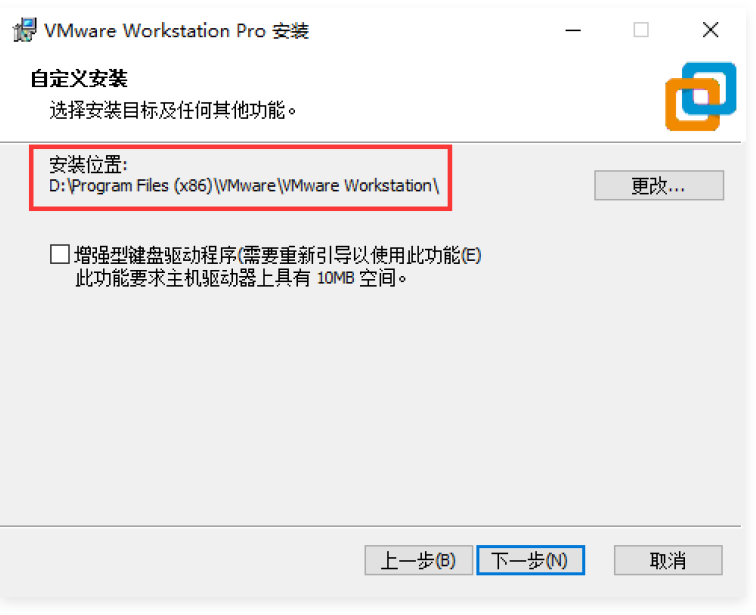 VMware Workstation Pro 安装
自定义安装
选择安装目标及任何其他功能。
安装位置:
D:\Program Files (x86)\VMware\VMware Workstation\
更改...
增强型键盘驱动程序(需要重新引导以使用此功能(E)
此功能要求主机驱动器上具有 10MB 空间。
上一步(B)
下一步(N)
取消